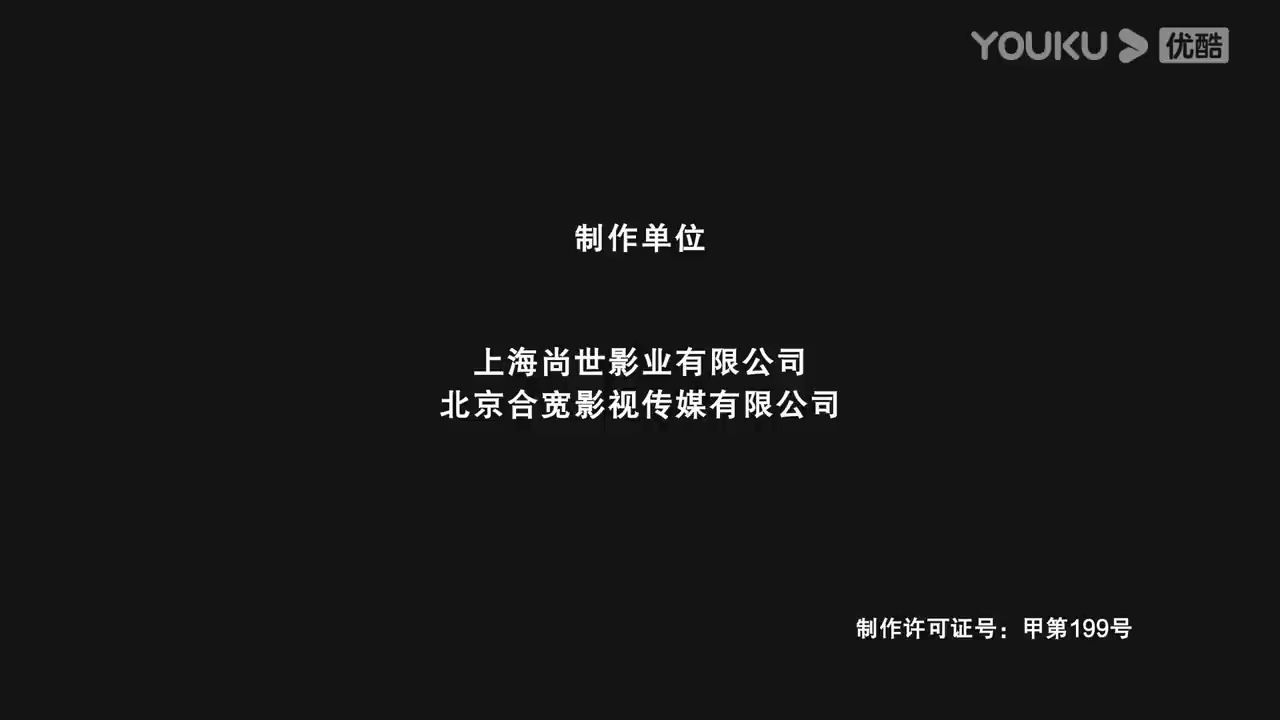 YOUKU 优酷
制作单位
上海尚世影业有限公司
北京合宽影视传媒有限公司
制作许可证号：甲第199号